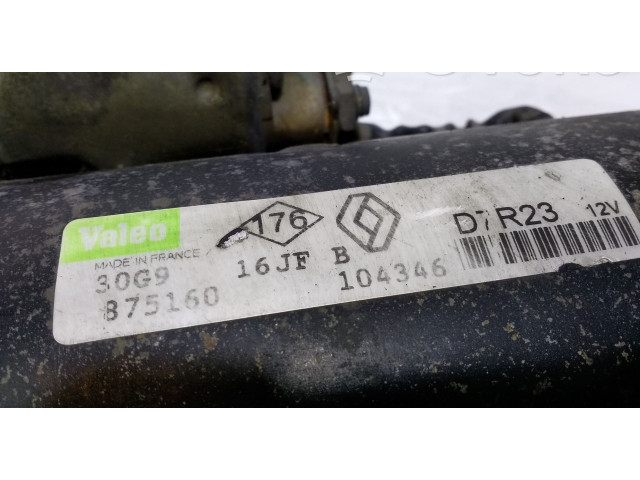 Valeo
176
D7R23 12V
MADE IN FRANCE
30G9 16JF B
875160 104346